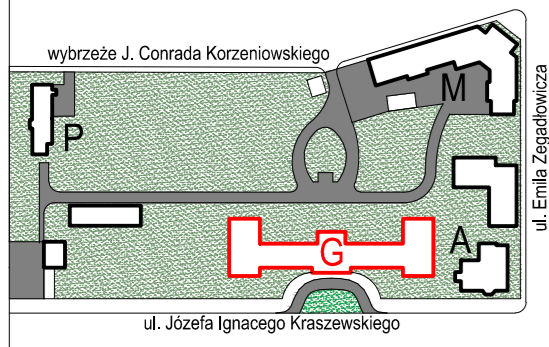 wybrzeże J. Conrada Korzeniowskiego
M
P
ul. Emila Zegadłowicza
A
G
ul. Józefa Ignacego Kraszewskiego